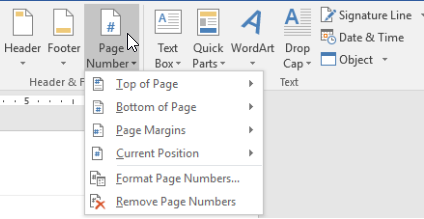 Header Footer Page Number Text Box Quick Parts WordArt Drop Cap
Signature Line
Date & Time
Object
Header & F
Text
5
Top of Page
Bottom of Page
Page Margins
Current Position
Format Page Numbers...
Remove Page Numbers